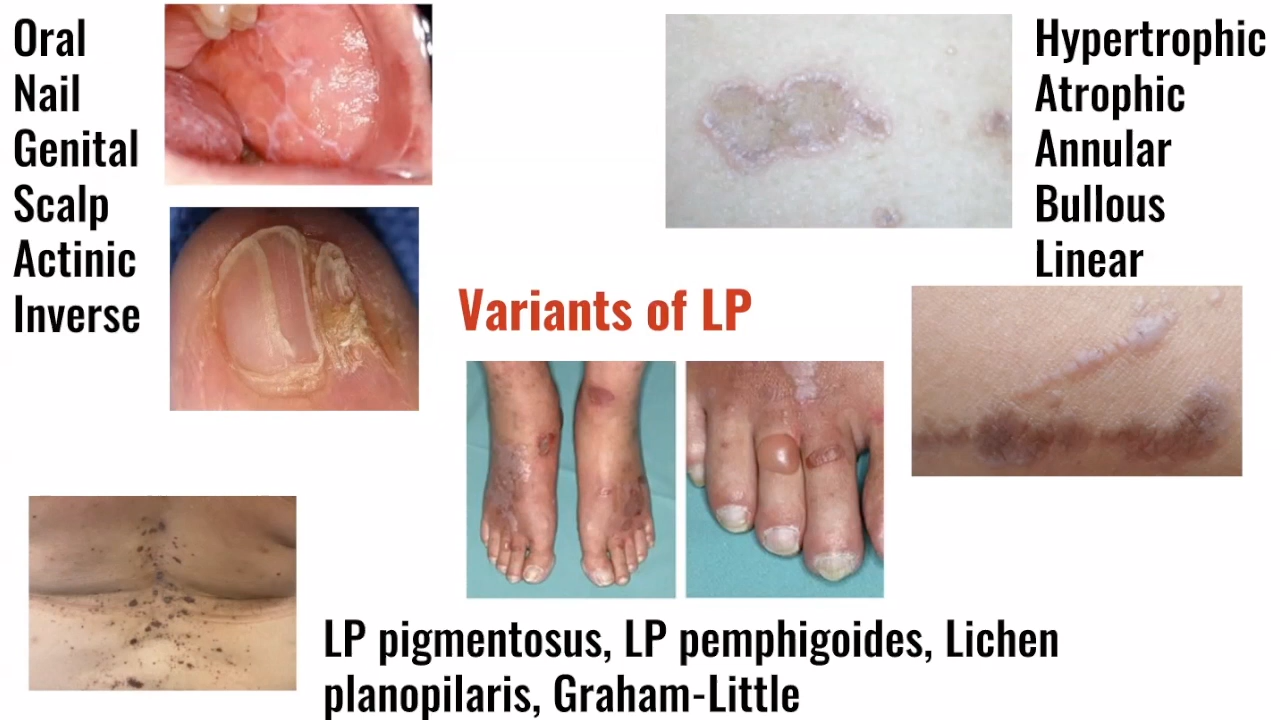 Oral
Nail
Genital
Scalp
Actinic
Inverse
Hypertrophic
Atrophic
Annular
Bullous
Linear
Variants of LP
LP pigmentosus, LP pemphigoides, Lichen
planopilaris, Graham-Little